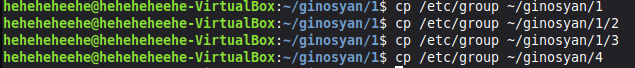 heheheheehe@heheheheehe-VirtualBox:~/ginosyan/1$ cp /etc/group ~/ginosyan/1
heheheheehe@heheheheehe-VirtualBox:~/ginosyan/1$ cp /etc/group ~/ginosyan/1/2
heheheheehe@heheheheehe-VirtualBox:~/ginosyan/1$ cp /etc/group ~/ginosyan/1/3
heheheheehe@heheheheehe-VirtualBox:~/ginosyan/1$ cp /etc/group ~/ginosyan/4